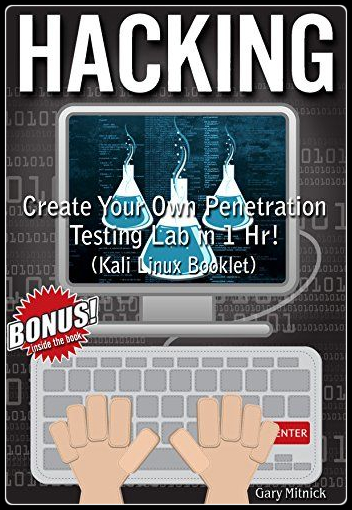 HACKING
Create Your Own Penetration
Testing Lab in 1 Hr!
(Kali Linux Booklet)
BONUS!
inside the book
ENTER
Gary Mitnick